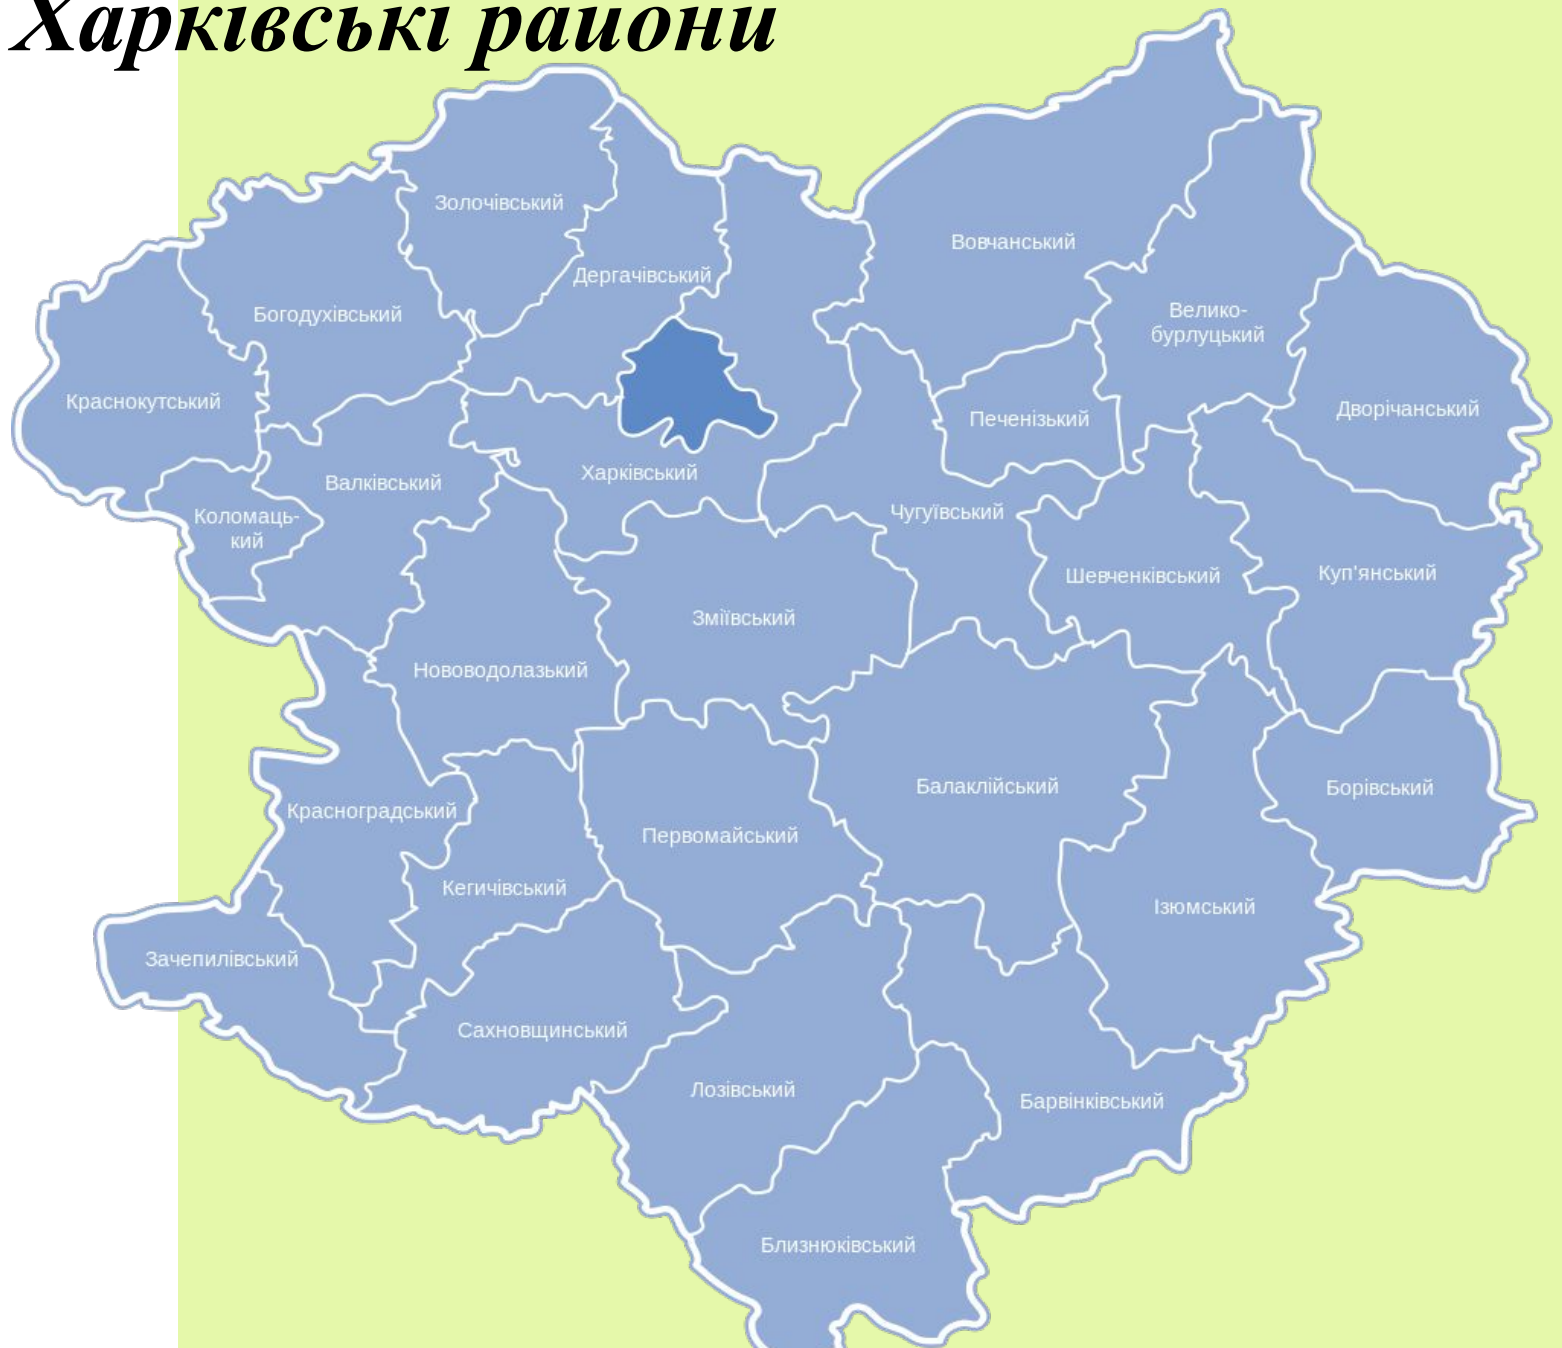 Харківські райони
Золочівський
Вовчанський
Дергачівський
Богодухівський
Велико-
бурлуцький
Краснокутський
Печенізький
Дворічанський
Харківський
Валківський
Чугуївський
Коломаць-
кий
Шевченківський
Куп'янський
Зміївський
Нововодолазький
Балаклійський
Борівський
Красноградський
Первомайський
Кегичівський
Ізюмський
Зачепилівський
Сахновщинський
Лозівський
Барвінківський
Близнюківський